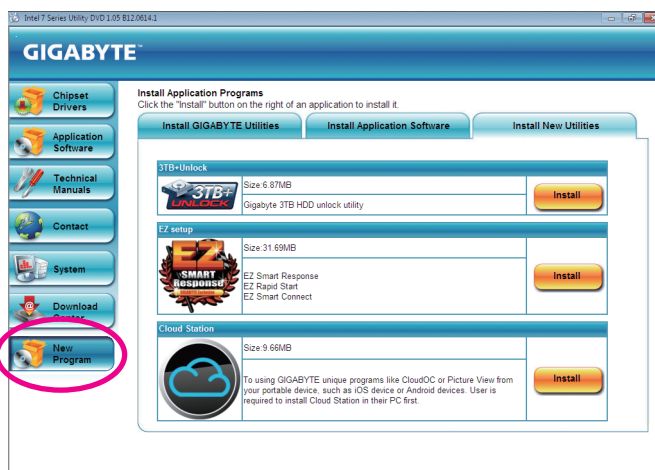 Intel 7 Series Utility DVD 1.05 B12.0614.1
GIGABYTE™
Chipset
Drivers
Application
Software
Technical
Manuals
Contact
System
Download
Center
New
Program
Install Application Programs
Click the "Install" button on the right of an application to install it.
Install GIGABYTE Utilities
Install Application Software
Install New Utilities
3TB+Unlock
3TB+
UNLOCK
Size:6.87MB
Gigabyte 3TB HDD unlock utility
Install
EZ setup
EZ
SMART
Response
Size:31.69MB
EZ Smart Response
EZ Rapid Start
EZ Smart Connect
Install
Cloud Station
Size:9.66MB
To using GIGABYTE unique programs like CloudOC or Picture View from
your portable device, such as iOS device or Android devices. User is
required to install Cloud Station in their PC first.
Install